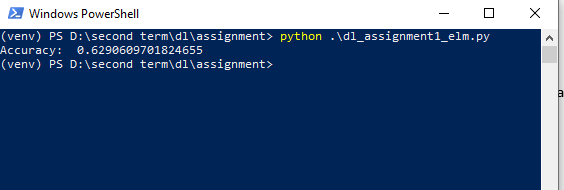 Windows PowerShell
(venv) PS D:\second term\dl\assignment> python .\dl_assignment1_elm.py
Accuracy:  0.6290609701824655
(venv) PS D:\second term\dl\assignment>
a